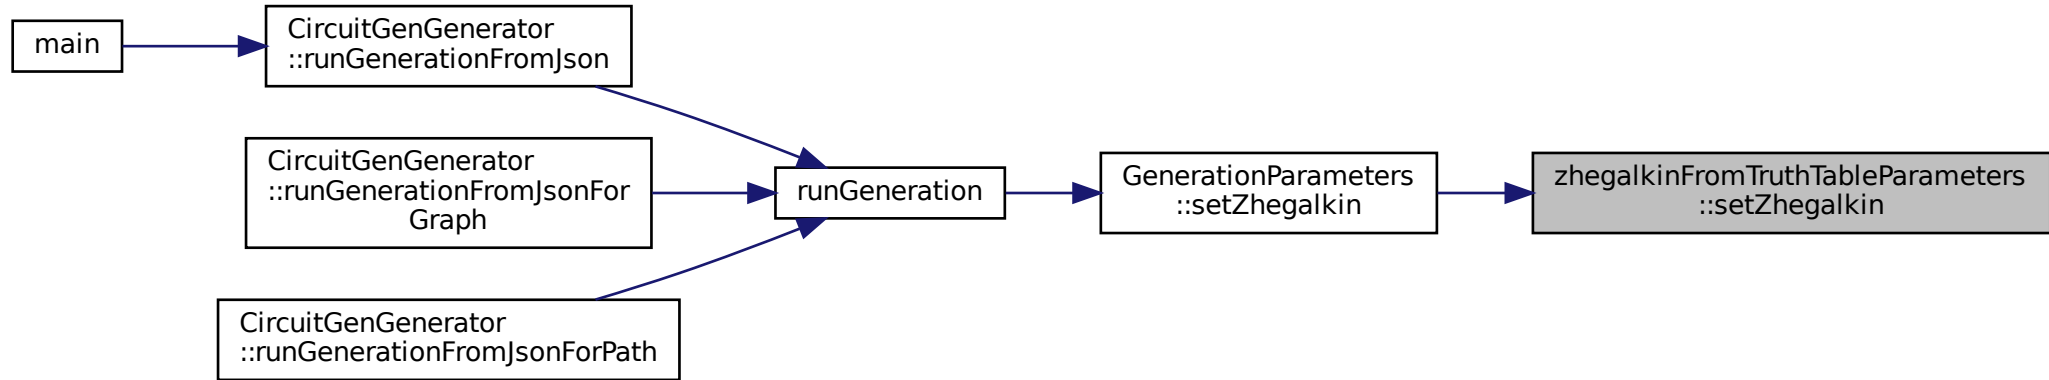 main
CircuitGenGenerator
::runGenerationFromJson
CircuitGenGenerator
::runGenerationFromJsonFor
Graph
CircuitGenGenerator
::runGenerationFromJsonForPath
runGeneration
GenerationParameters
::setZhegalkin
zhegalkinFromTruthTableParameters
::setZhegalkin